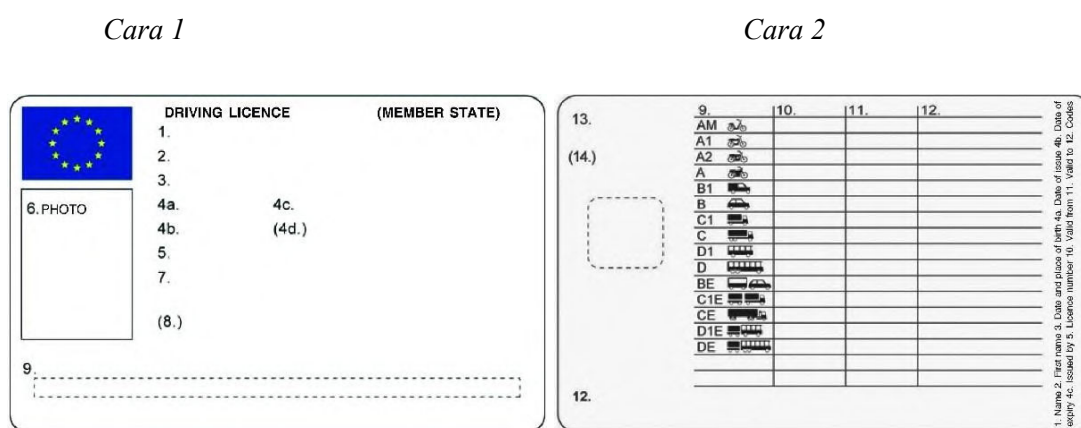 Cara 1
Cara 2
DRIVING LICENCE (MEMBER STATE)
1.
2.
3.
4a. 4c.
4b. (4d.)
5.
7.
(8.)
6.PHOTO
9.
13.
(14.)
12.
9. 10. 11. 12.
AM
A1
A2
A
B1
B
C1
C
D1
D
BE
C1E
CE
D1E
DE
1. Name 2. First name 3. Date and place of birth 4a. Date of issue 4b. Date of
expiry 4c. Issued by 5. Licence number 10. Valid from 11. Valid to 12. Codes